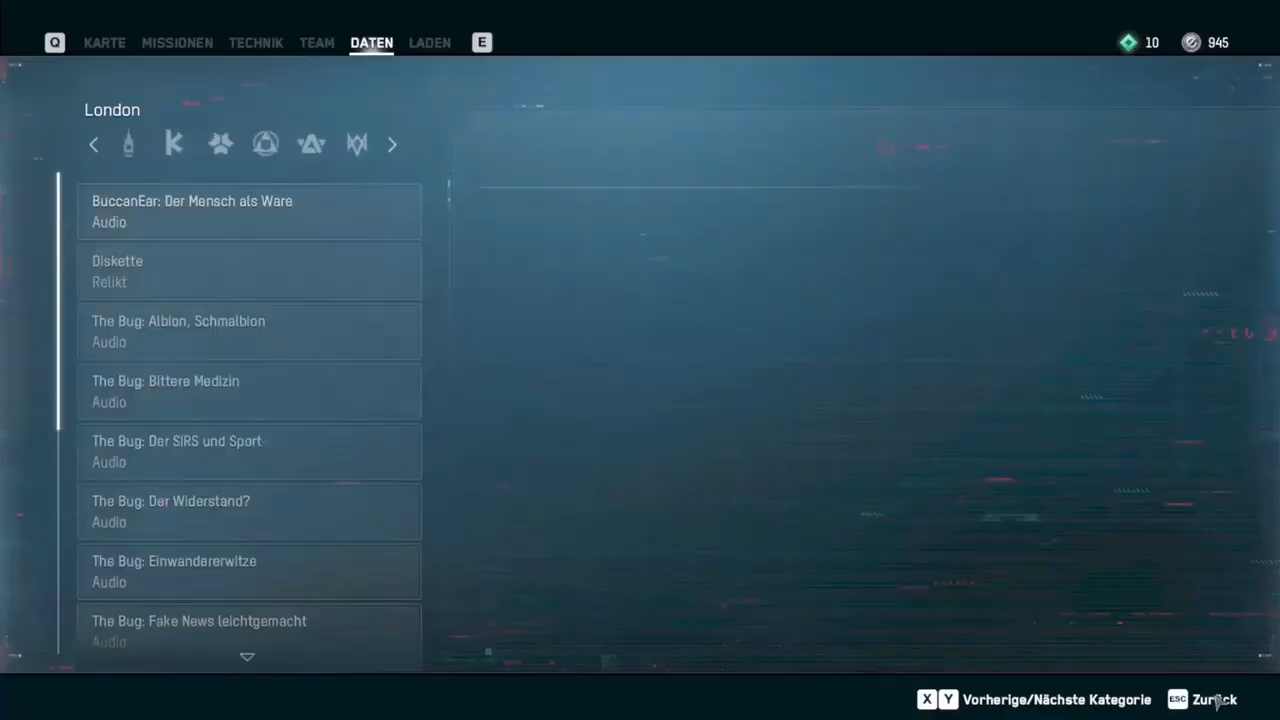 Q KARTE MISSIONEN TECHNIK TEAM DATEN LADEN E 10 945
London
BuccanEar: Der Mensch als Ware
Audio
Diskette
Relikt
The Bug: Albion, Schmalbion
Audio
The Bug: Bittere Medizin
Audio
The Bug: Der SIRS und Sport
Audio
The Bug: Der Widerstand?
Audio
The Bug: Einwandererwitze
Audio
The Bug: Fake News leichtgemacht
Audio
X Y Vorherige/Nächste Kategorie ESC Zurück